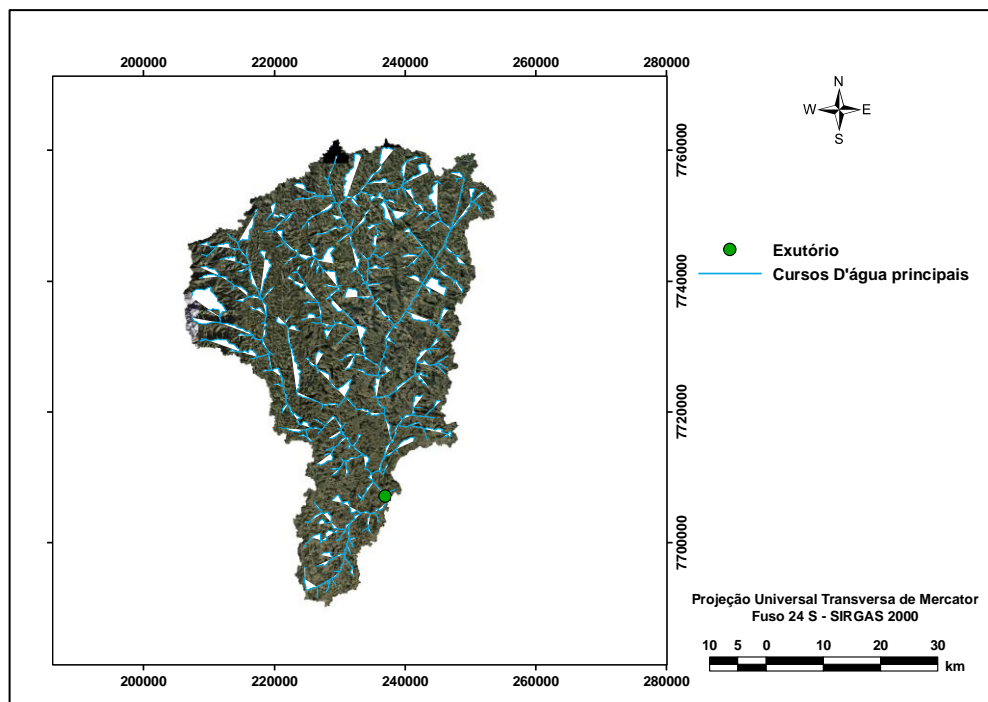 200000 220000 240000 260000 280000
N
W E
S
7760000
7740000
7720000
7700000
Exutório
Cursos D'água principais
Projeção Universal Transversa de Mercator
Fuso 24 S - SIRGAS 2000
10 5 0 10 20 30
km
200000 220000 240000 260000 280000